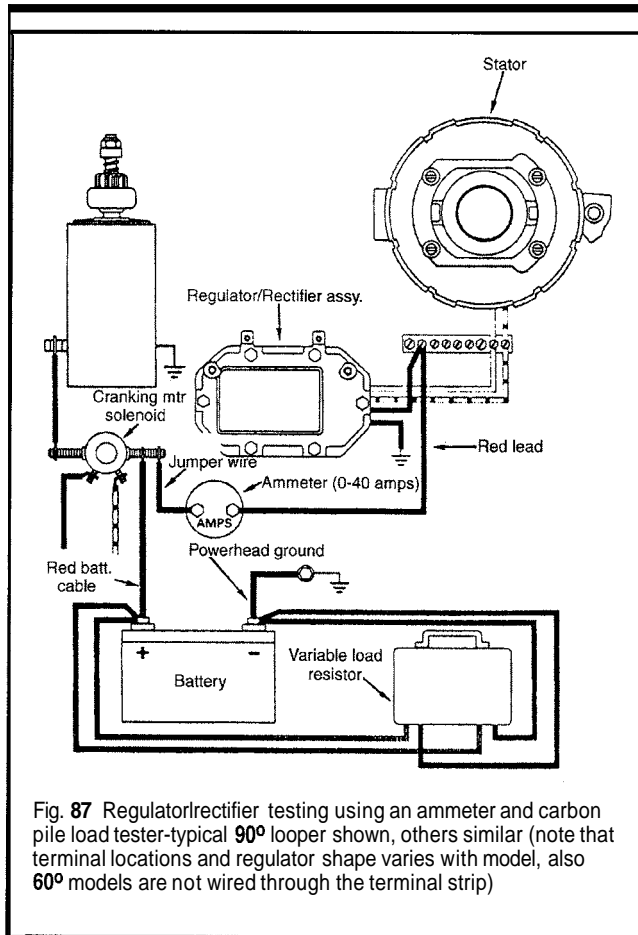 Stator
Regulator/Rectifier assy.
Cranking mtr
solenoid
Jumper wire
Red lead
Ammeter (0-40 amps)
AMPS
Powerhead ground
Red batt.
cable
+
−
Battery
Variable load
resistor
Fig. 87 Regulatorlrectifier testing using an ammeter and carbon
pile load tester-typical 90º looper shown, others similar (note that
terminal locations and regulator shape varies with model, also
60º models are not wired through the terminal strip)